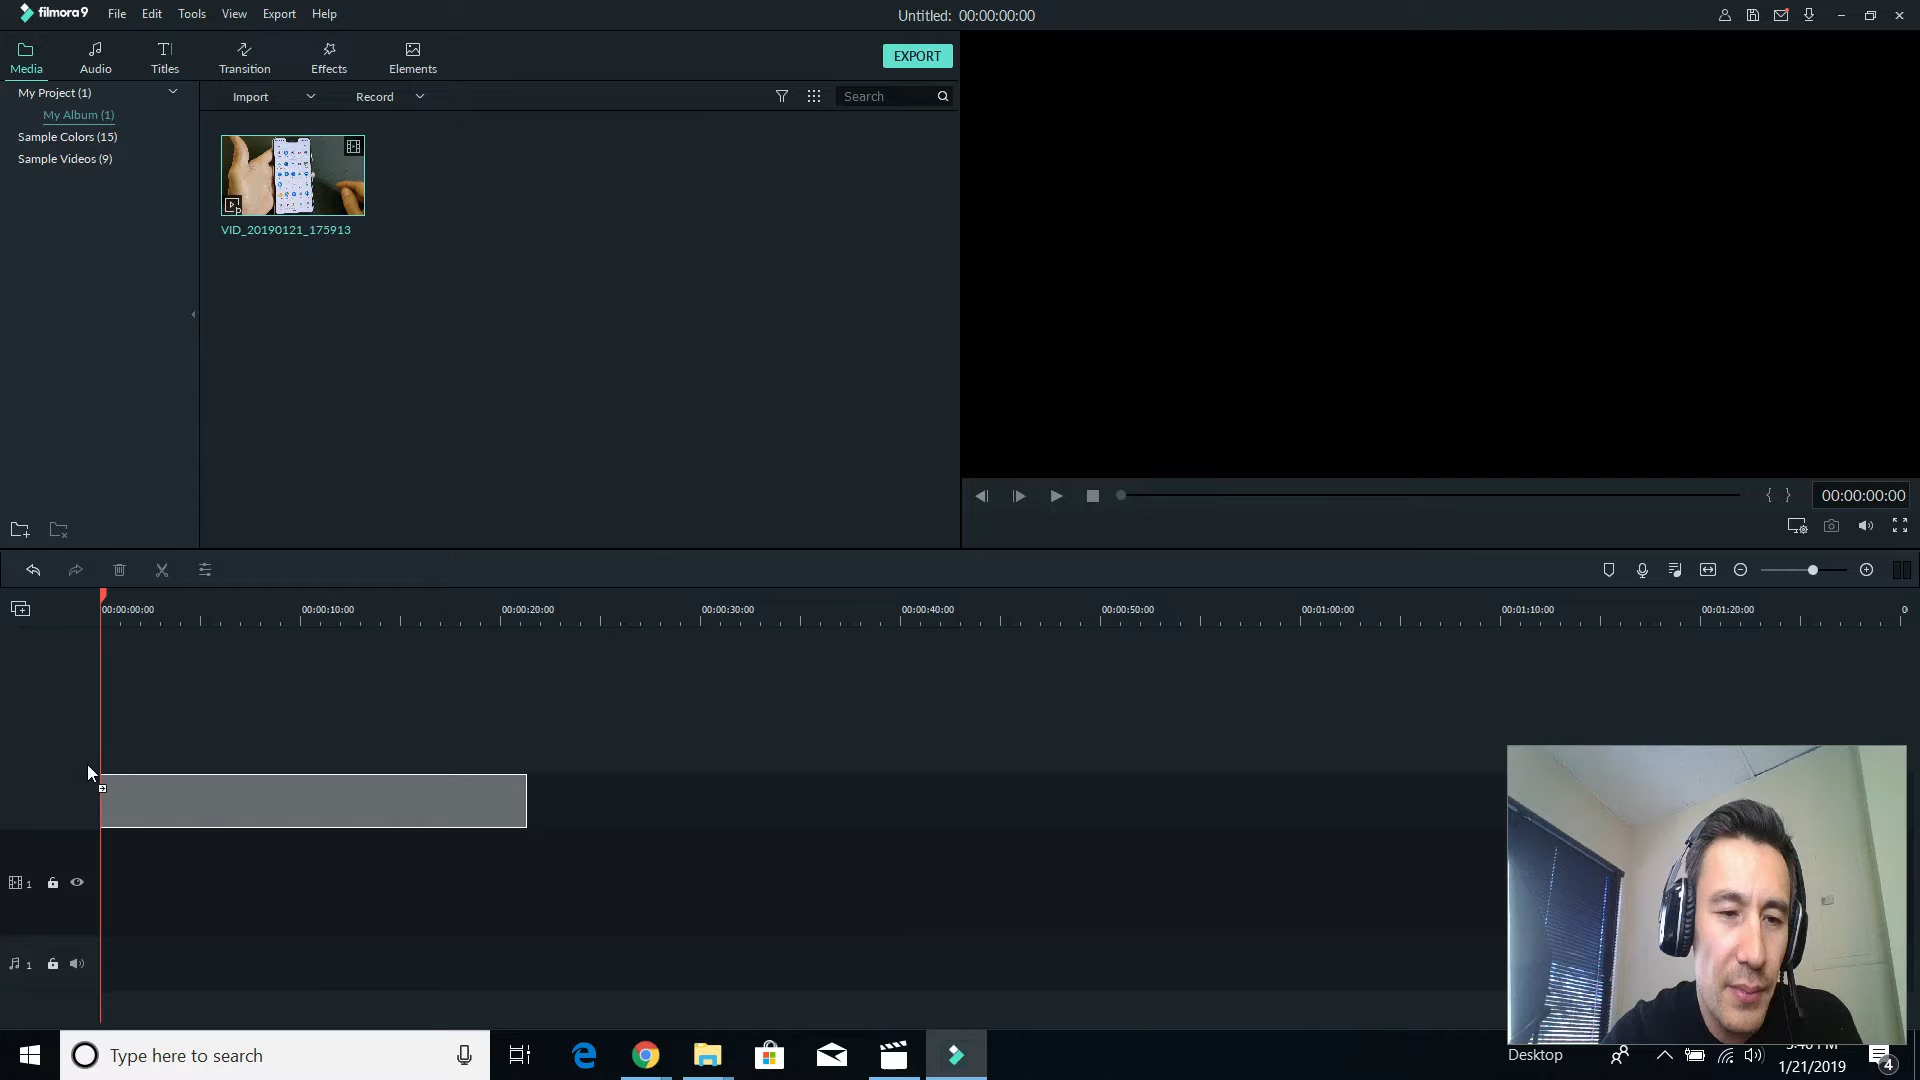 filmora9 File Edit Tools View Export Help
Untitled: 00:00:00:00
Media Audio Titles Transition Effects Elements
EXPORT
My Project (1)
My Album (1)
Sample Colors (15)
Sample Videos (9)
Import Record Search
VID_20190121_175913
{ } 00:00:00:00
00:00:00:00 00:00:10:00 00:00:20:00 00:00:30:00 00:00:40:00 00:00:50:00 00:01:00:00 00:01:10:00 00:01:20:00 0
1
1
Type here to search
Desktop
1/21/2019
4